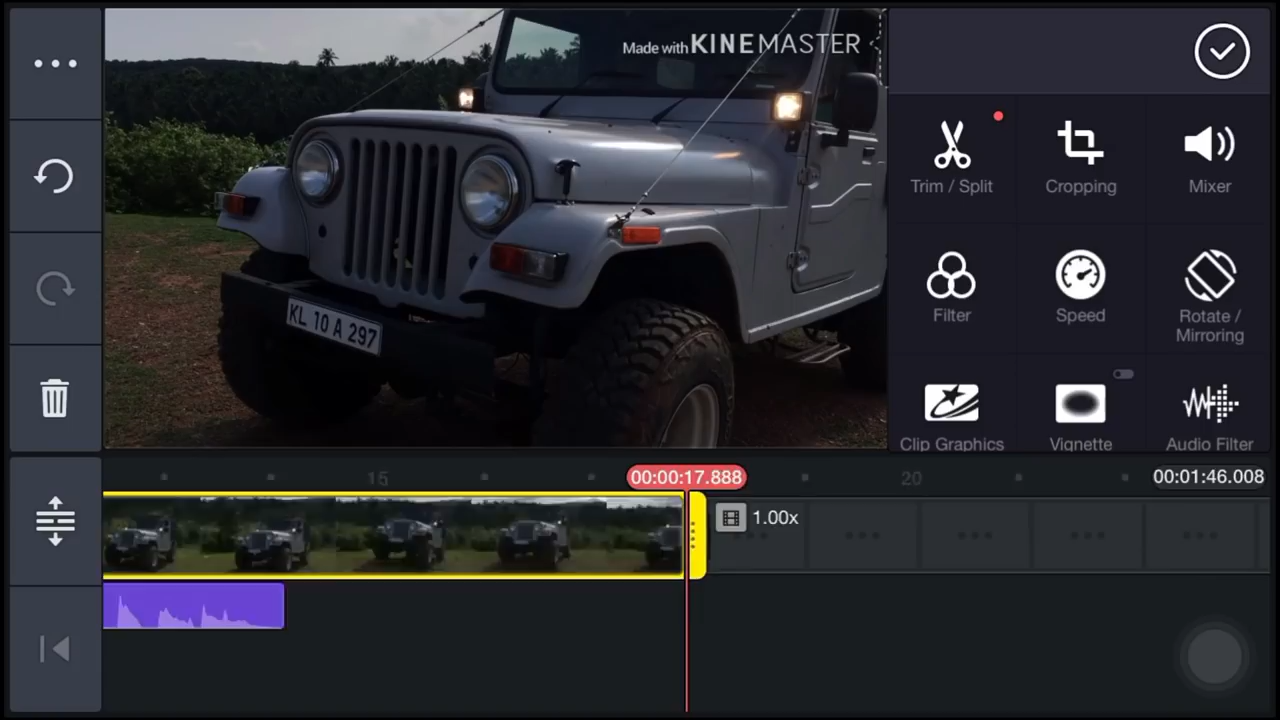 Made with KINEMASTER
KL 10 A 297
Trim / Split
Cropping
Mixer
Filter
Speed
Rotate /
Mirroring
Clip Graphics
Vignette
Audio Filter
15
00:00:17.888
20
00:01:46.008
1.00x